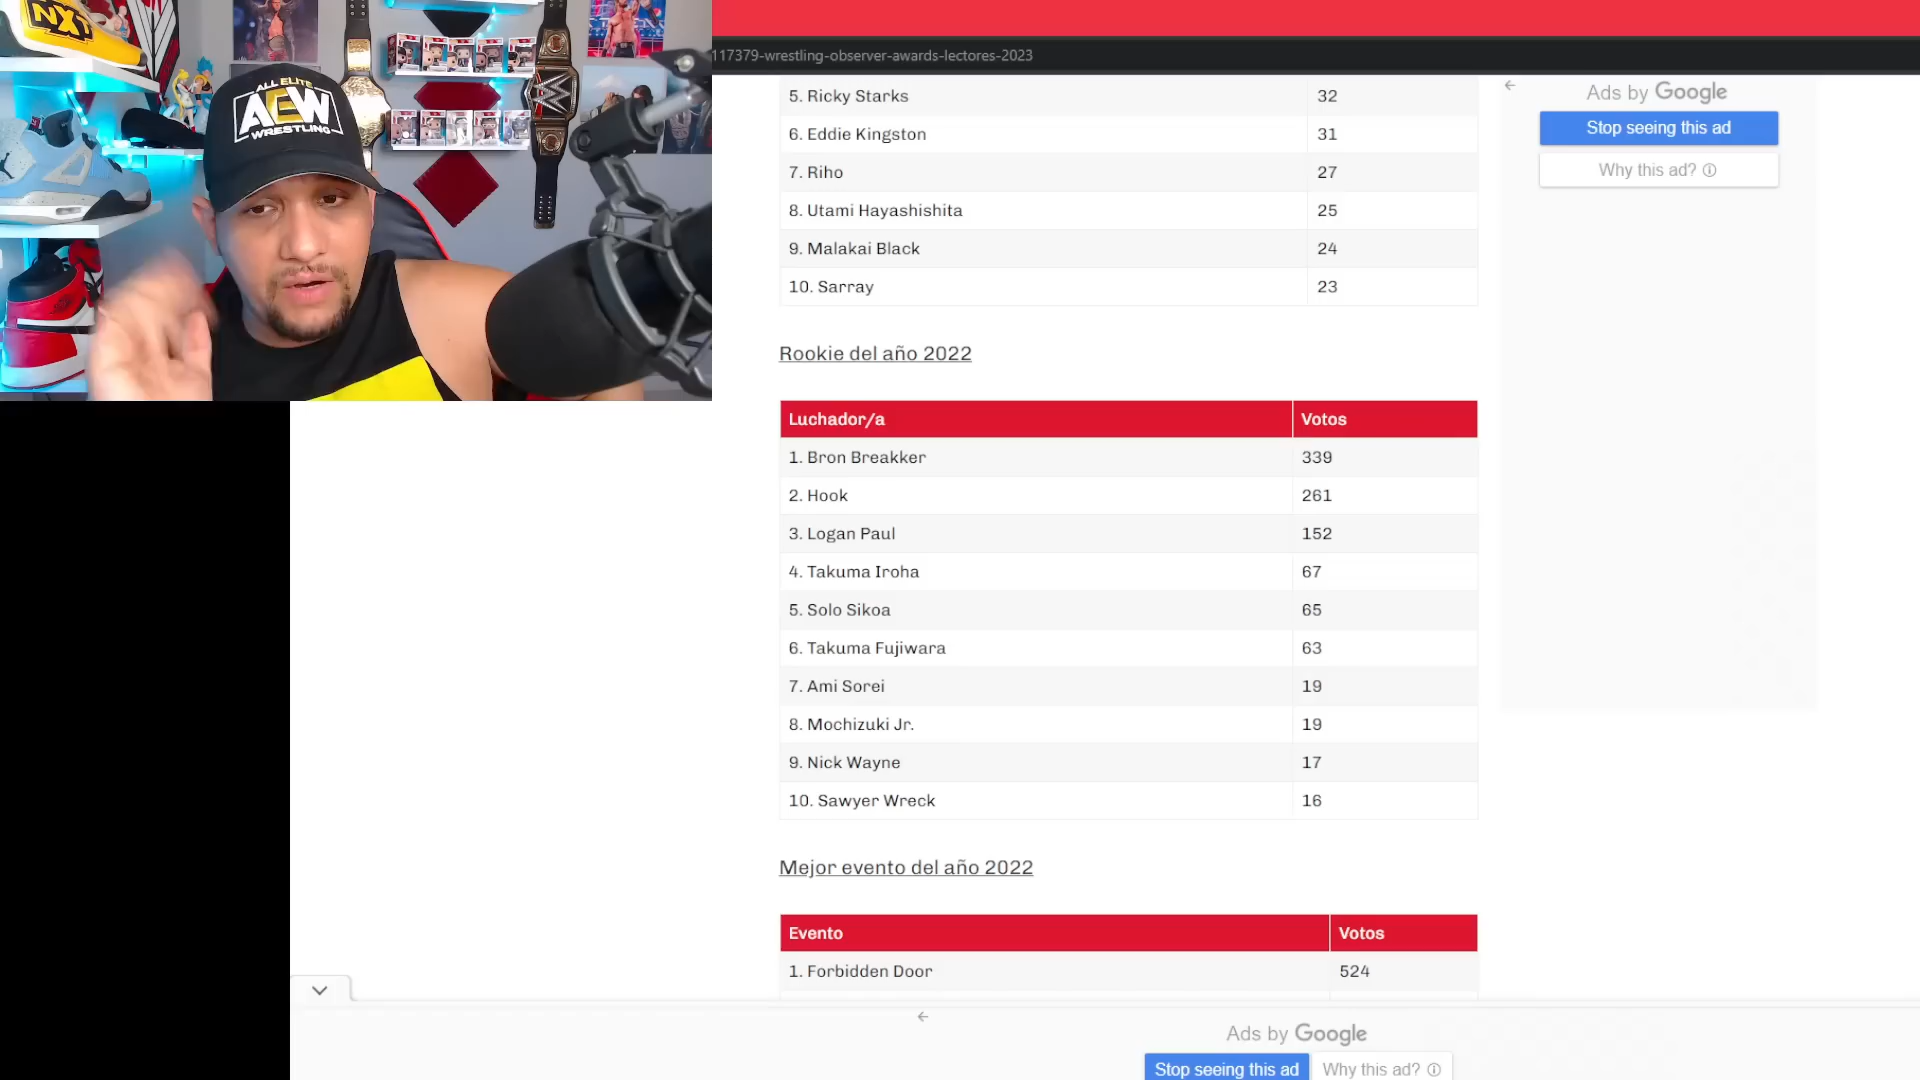 NXT
ALL ELITE
AEW
WRESTLING
117379-wrestling-observer-awards-lectores-2023
5. Ricky Starks 32
6. Eddie Kingston 31
7. Riho 27
8. Utami Hayashishita 25
9. Malakai Black 24
10. Sarray 23
Rookie del año 2022
Luchador/a Votos
1. Bron Breakker 339
2. Hook 261
3. Logan Paul 152
4. Takuma Iroha 67
5. Solo Sikoa 65
6. Takuma Fujiwara 63
7. Ami Sorei 19
8. Mochizuki Jr. 19
9. Nick Wayne 17
10. Sawyer Wreck 16
Mejor evento del año 2022
Evento Votos
1. Forbidden Door 524
Ads by Google
Stop seeing this ad
Why this ad?
Ads by Google
Stop seeing this ad
Why this ad?